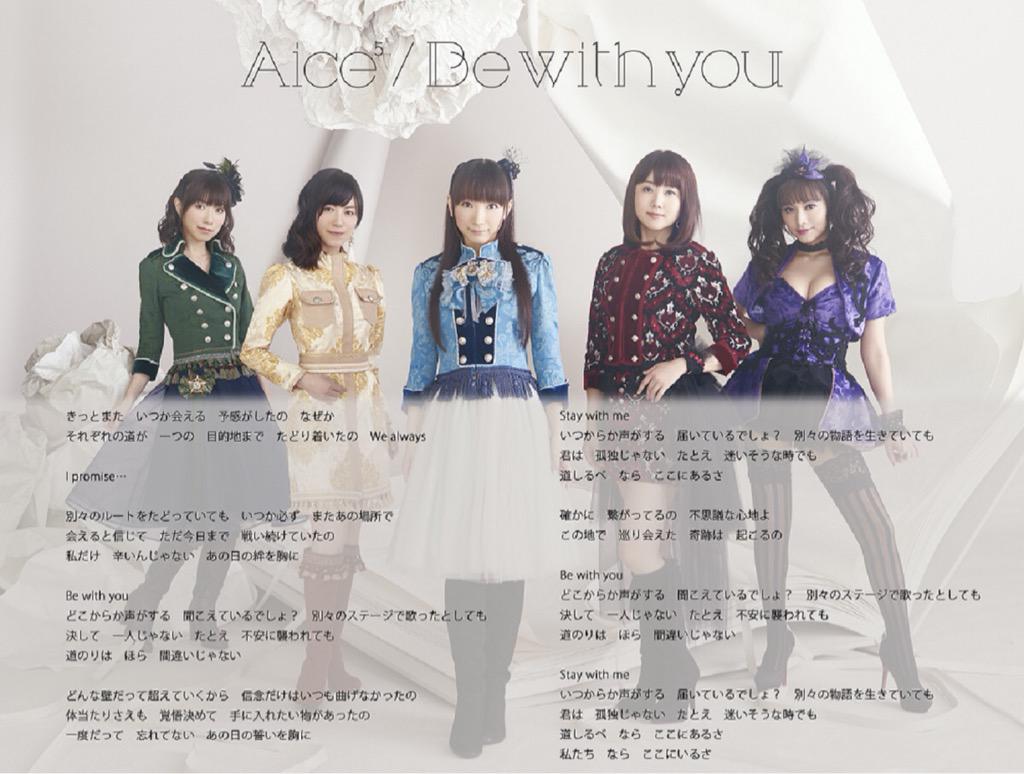 Aice⁵ / Be with you
きっとまた　いつか会える　予感がしたの　なぜか
それぞれの道が　一つの　目的地まで　たどり着いたの　We always
I promise…
別々のルートをたどっていても　いつか必ず　またあの場所で
会えると信じて　ただ今日まで　戦い続けていたの
私だけ　辛いんじゃない　あの日の絆を胸に
Be with you
どこからか声がする　聞こえているでしょ？　別々のステージで歌ったとしても
決して　一人じゃない　たとえ　不安に襲われても
道のりは　ほら　間違いじゃない
どんな壁だって超えていくから　信念だけはいつも曲げなかったの
体当たりさえも　覚悟決めて　手に入れたい物があったの
一度だって　忘れてない　あの日の誓いを胸に
Stay with me
いつからか声がする　届いているでしょ？　別々の物語を生きていても
君は　孤独じゃない　たとえ　迷いそうな時でも
道しるべ　なら　ここにあるさ
確かに　繋がってるの　不思議な心地よ
この地で　巡り会えた　奇跡は　起こるの
Be with you
どこからか声がする　聞こえているでしょ？　別々のステージで歌ったとしても
決して　一人じゃない　たとえ　不安に襲われても
道のりは　ほら　間違いじゃない
Stay with me
いつからか声がする　届いているでしょ？　別々の物語を生きていても
君は　孤独じゃない　たとえ　迷いそうな時でも
道しるべ　なら　ここにあるさ
私たち　なら　ここにいるさ